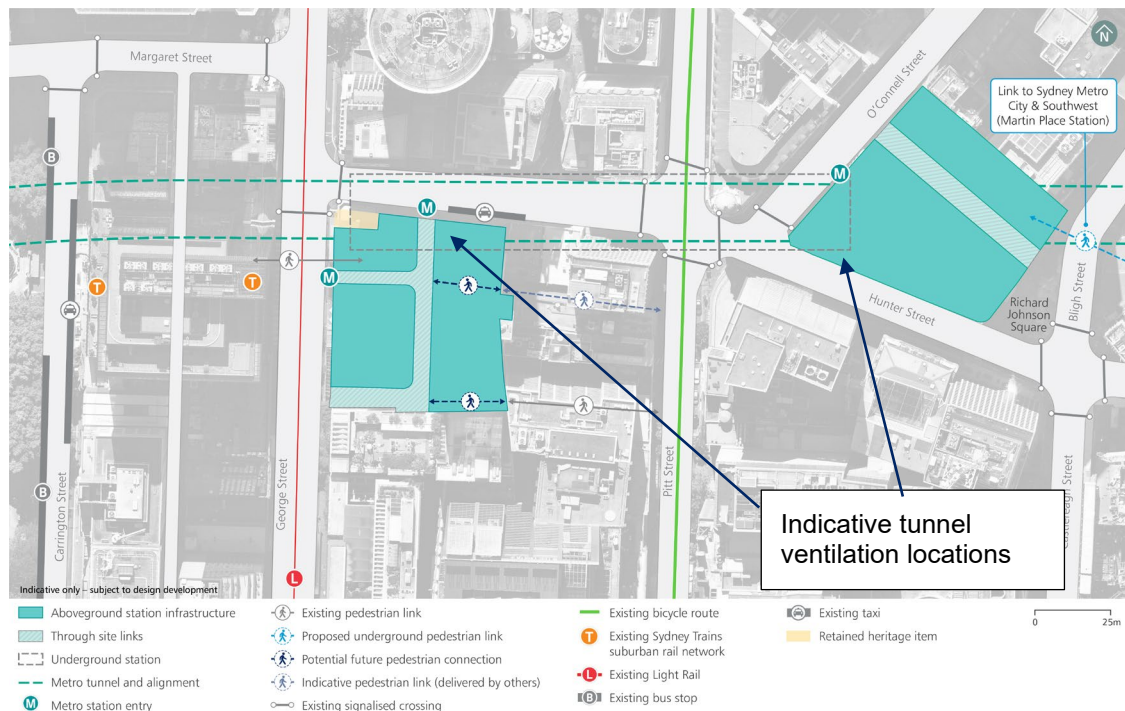 Margaret Street
O'Connell Street
N
Link to Sydney Metro
City & Southwest
(Martin Place Station)
B
M
M
M
T
T
Hunter Street
Richard
Johnson
Square
Bligh Street
Carrington Street
George Street
Pitt Street
Castlereagh Street
B
L
Indicative tunnel
ventilation locations
Indicative only – subject to design development
Aboveground station infrastructure
Through site links
Underground station
Metro tunnel and alignment
M Metro station entry
Existing pedestrian link
Proposed underground pedestrian link
Potential future pedestrian connection
Indicative pedestrian link (delivered by others)
Existing signalised crossing
Existing bicycle route
T Existing Sydney Trains
suburban rail network
L Existing Light Rail
B Existing bus stop
Existing taxi
Retained heritage item
0 25m